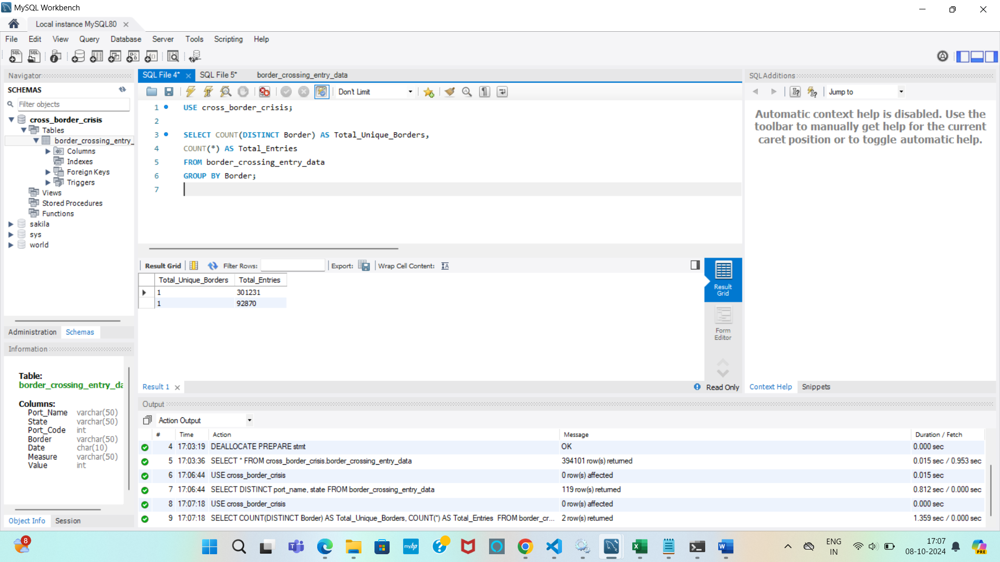 MySQL Workbench
Local instance MySQL80
File Edit View Query Database Server Tools Scripting Help
Navigator
SCHEMAS
Filter objects
cross_border_crisis
Tables
border_crossing_entry_
Columns
Indexes
Foreign Keys
Triggers
Views
Stored Procedures
Functions
sakila
sys
world
Administration Schemas
Information
Table:
border_crossing_entry_da
Columns:
Port_Name varchar(50)
State varchar(50)
Port_Code int
Border varchar(50)
Date char(10)
Measure varchar(50)
Value int
Object Info Session
SQL File 4* SQL File 5* border_crossing_entry_data
Don't Limit
1 USE cross_border_crisis;
2
3 SELECT COUNT(DISTINCT Border) AS Total_Unique_Borders,
4 COUNT(*) AS Total_Entries
5 FROM border_crossing_entry_data
6 GROUP BY Border;
7
Result Grid Filter Rows: Export: Wrap Cell Content:
Total_Unique_Borders Total_Entries
1 301231
1 92870
Result Grid
Form Editor
Result 1 Read Only
SQLAdditions
Jump to
Automatic context help is disabled. Use the
toolbar to manually get help for the current
caret position or to toggle automatic help.
Context Help Snippets
Output
Action Output
# Time Action Message Duration / Fetch
4 17:03:19 DEALLOCATE PREPARE stmt OK 0.000 sec
5 17:03:36 SELECT * FROM cross_border_crisis.border_crossing_entry_data 394101 row(s) returned 0.015 sec / 0.953 sec
6 17:06:44 USE cross_border_crisis 0 row(s) affected 0.015 sec
7 17:06:44 SELECT DISTINCT port_name, state FROM border_crossing_entry_data 119 row(s) returned 0.812 sec / 0.000 sec
8 17:07:18 USE cross_border_crisis 0 row(s) affected 0.000 sec
9 17:07:18 SELECT COUNT(DISTINCT Border) AS Total_Unique_Borders, COUNT(*) AS Total_Entries FROM border_cr... 2 row(s) returned 1.359 sec / 0.000 sec
8
myhp
ENG
IN
17:07
08-10-2024
PRE